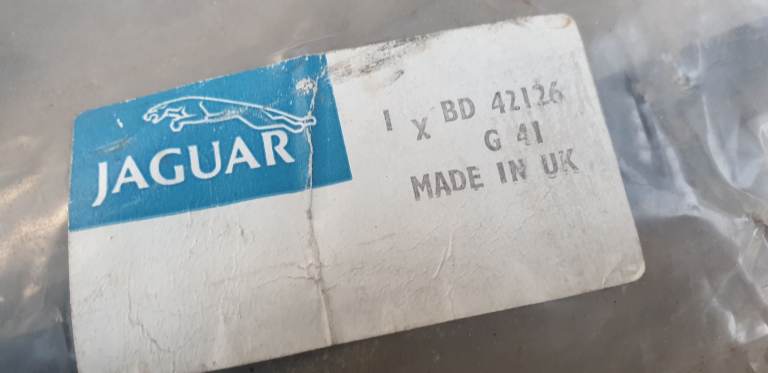 JAGUAR
1 X BD 42126
G 41
MADE IN UK